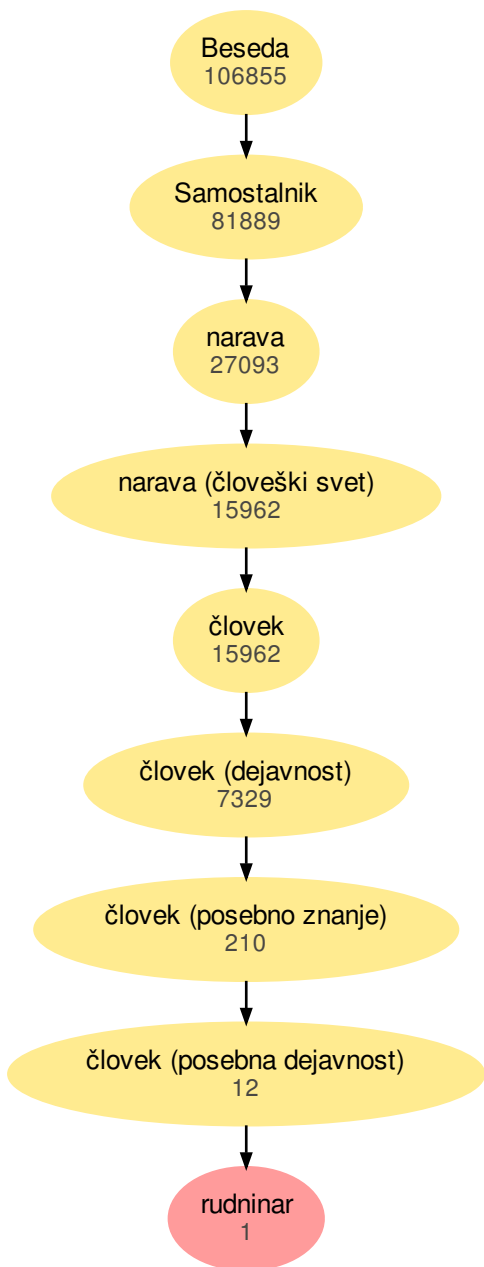 Beseda
106855
Samostalnik
81889
narava
27093
narava (človeški svet)
15962
človek
15962
človek (dejavnost)
7329
človek (posebno znanje)
210
človek (posebna dejavnost)
12
rudninar
1